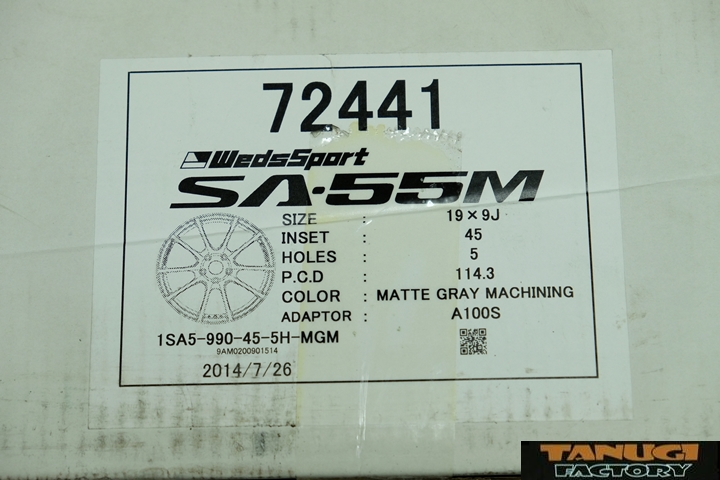 72441
WedsSport
SA-55M
SIZE : 19×9J
INSET : 45
HOLES : 5
P.C.D : 114.3
COLOR : MATTE GRAY MACHINING
ADAPTOR : A100S
1SA5-990-45-5H-MGM
9AM0200901514
2014/7/26
TANUGI
FACTORY